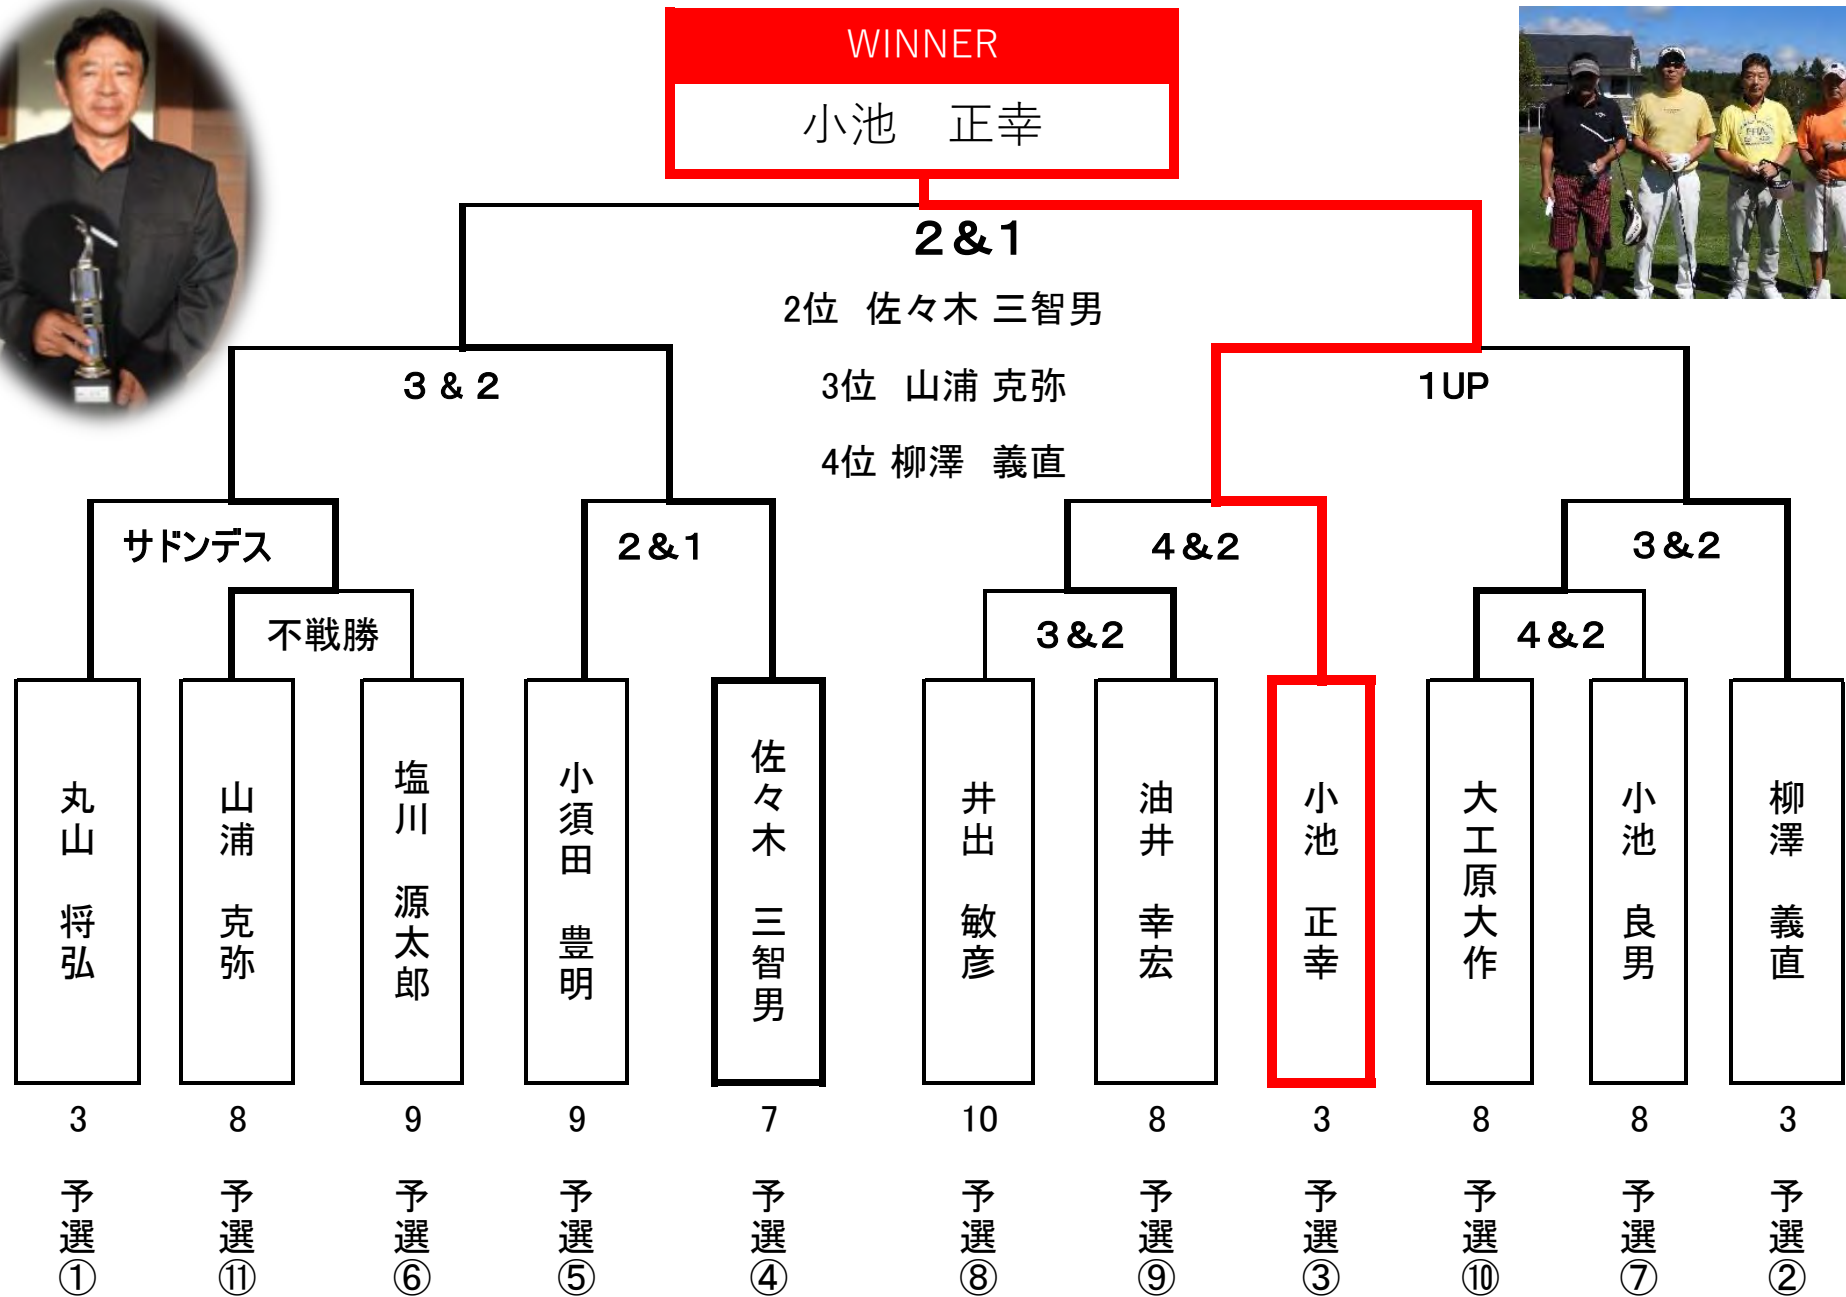 WINNER
小池　正幸
2&1
2位　佐々木 三智男
3 & 2
3位　山浦 克弥
1UP
4位 柳澤　義直
サドンデス
2&1
4&2
3&2
不戦勝
3&2
4&2
丸山　将弘
山浦　克弥
塩川　源太郎
小須田　豊明
佐々木　三智男
井出　敏彦
油井　幸宏
小池　正幸
大工原大作
小池　良男
柳澤　義直
3
8
9
9
7
10
8
3
8
8
3
予選①
予選⑪
予選⑥
予選⑤
予選④
予選⑧
予選⑨
予選③
予選⑩
予選⑦
予選②